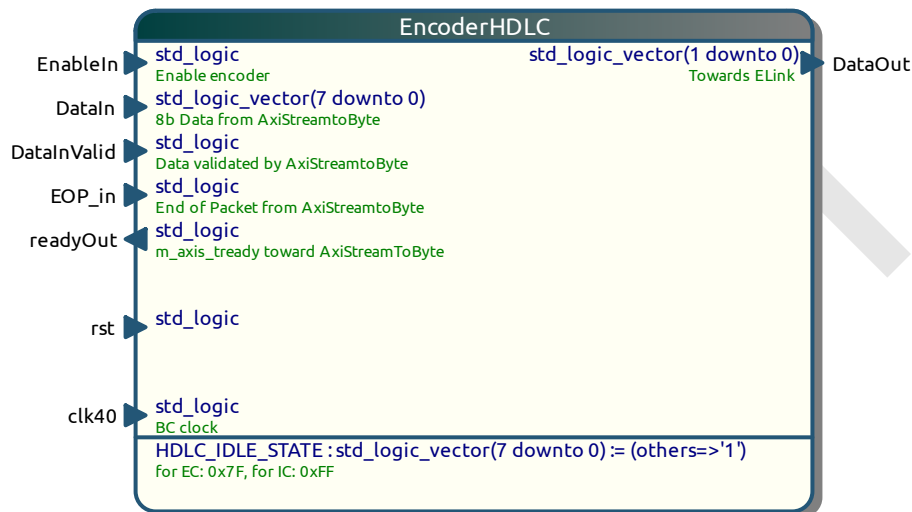 EncoderHDLC
EnableIn std_logic std_logic_vector(1 downto 0) DataOut
Enable encoder Towards ELink
DataIn std_logic_vector(7 downto 0)
8b Data from AxiStreamtoByte
DataInValid std_logic
Data validated by AxiStreamtoByte
EOP_in std_logic
End of Packet from AxiStreamtoByte
readyOut std_logic
m_axis_tready toward AxiStreamToByte
rst std_logic
clk40 std_logic
BC clock
HDLC_IDLE_STATE : std_logic_vector(7 downto 0) := (others=>'1')
for EC: 0x7F, for IC: 0xFF